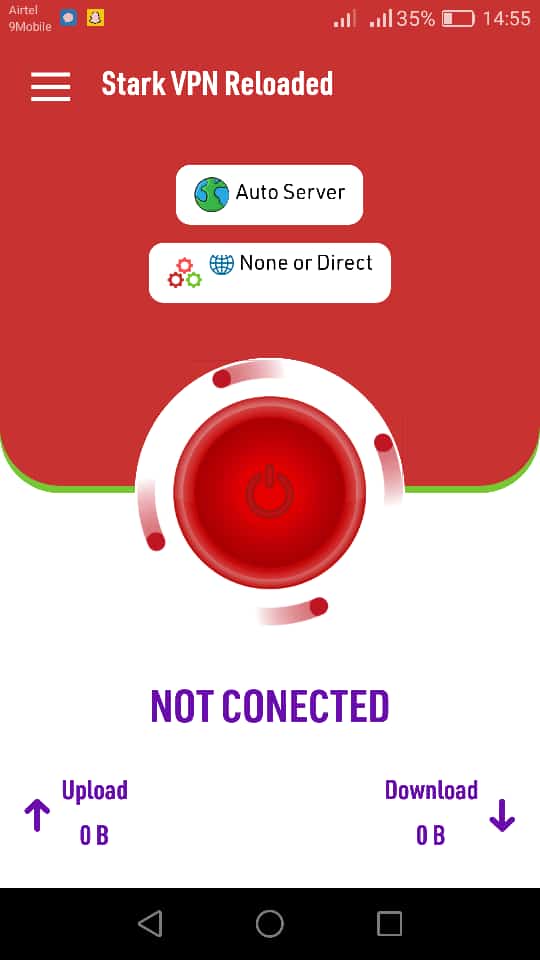 Airtel
9Mobile
35%
14:55
Stark VPN Reloaded
Auto Server
None or Direct
NOT CONECTED
Upload
0 B
Download
0 B